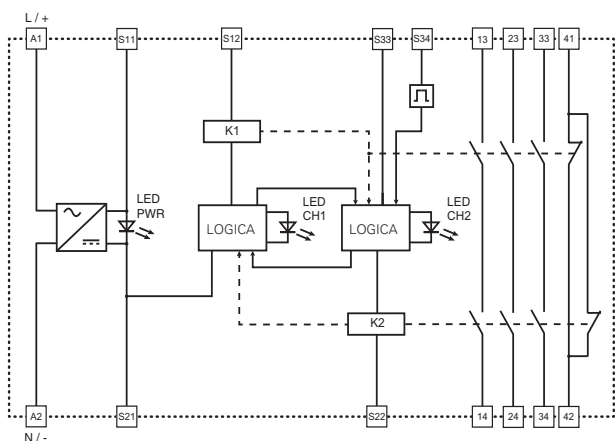 L / +
A1 S11 S12 S33 S34 13 23 33 41
K1
LED
PWR
LOGICA
LED
CH1
LOGICA
LED
CH2
K2
A2 S21 S22 14 24 34 42
N / -